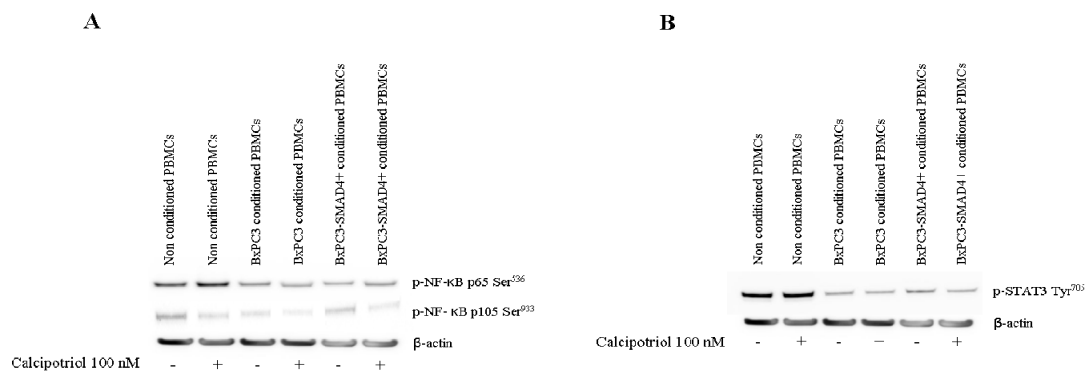 A
Non conditioned PBMCs
Non conditioned PBMCs
BxPC3 conditioned PBMCs
BxPC3 conditioned PBMCs
BxPC3-SMAD4+ conditioned PBMCs
BxPC3-SMAD4+ conditioned PBMCs
p-NF-κB p65 Ser536
p-NF- κB p105 Ser933
β-actin
Calcipotriol 100 nM - + - + - +
B
Non conditioned PBMCs
Non conditioned PBMCs
BxPC3 conditioned PBMCs
BxPC3 conditioned PBMCs
BxPC3-SMAD4+ conditioned PBMCs
BxPC3-SMAD4+ conditioned PBMCs
p-STAT3 Tyr705
β-actin
Calcipotriol 100 nM - + - − - +